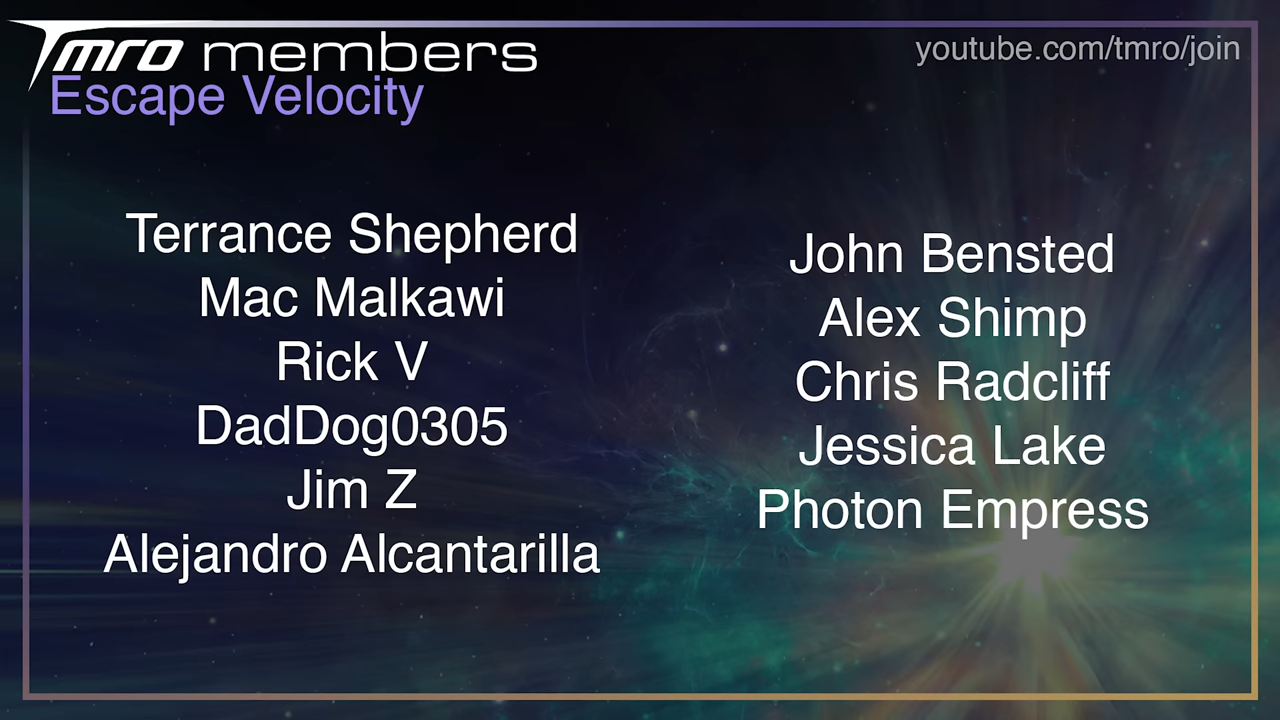 Tmro members
youtube.com/tmro/join
Escape Velocity
Terrance Shepherd
Mac Malkawi
Rick V
DadDog0305
Jim Z
Alejandro Alcantarilla
John Bensted
Alex Shimp
Chris Radcliff
Jessica Lake
Photon Empress